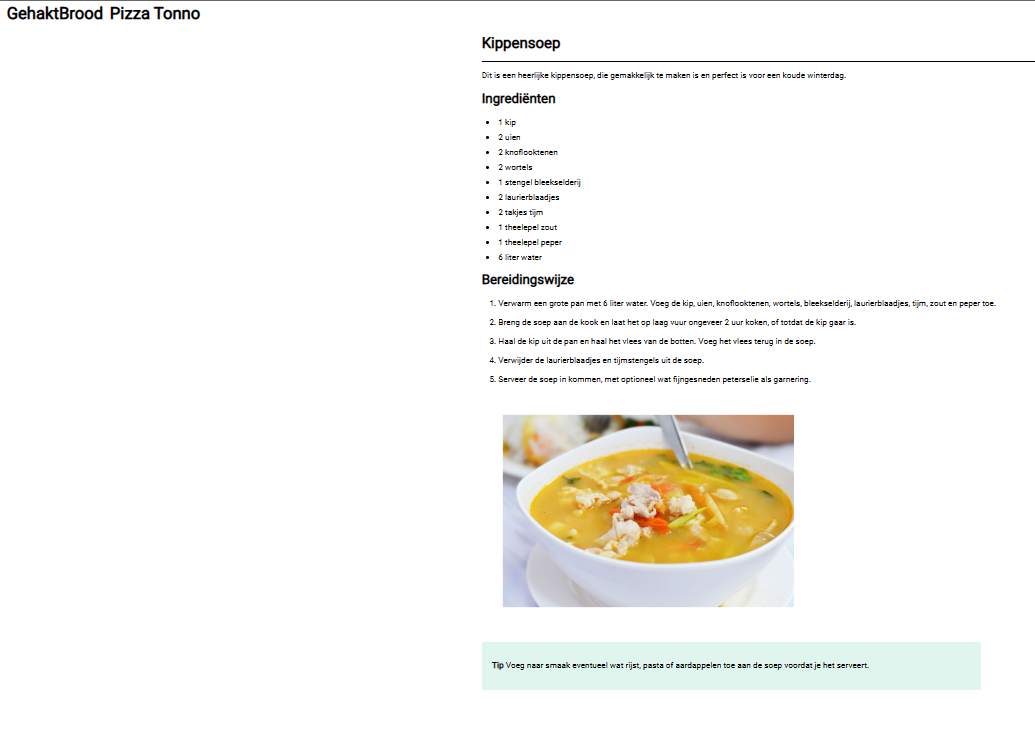 GehaktBrood Pizza Tonno
Kippensoep
Dit is een heerlijke kippensoep, die gemakkelijk te maken is en perfect is voor een koude winterdag.
Ingrediënten
• 1 kip
• 2 uien
• 2 knoflooktenen
• 2 wortels
• 1 stengel bleekselderij
• 2 laurierblaadjes
• 2 takjes tijm
• 1 theelepel zout
• 1 theelepel peper
• 6 liter water
Bereidingswijze
1. Verwarm een grote pan met 6 liter water. Voeg de kip, uien, knoflooktenen, wortels, bleekselderij, laurierblaadjes, tijm, zout en peper toe.
2. Breng de soep aan de kook en laat het op laag vuur ongeveer 2 uur koken, of totdat de kip gaar is.
3. Haal de kip uit de pan en haal het vlees van de botten. Voeg het vlees terug in de soep.
4. Verwijder de laurierblaadjes en tijmstengels uit de soep.
5. Serveer de soep in kommen, met optioneel wat fijngesneden peterselie als garnering.
Tip Voeg naar smaak eventueel wat rijst, pasta of aardappelen toe aan de soep voordat je het serveert.